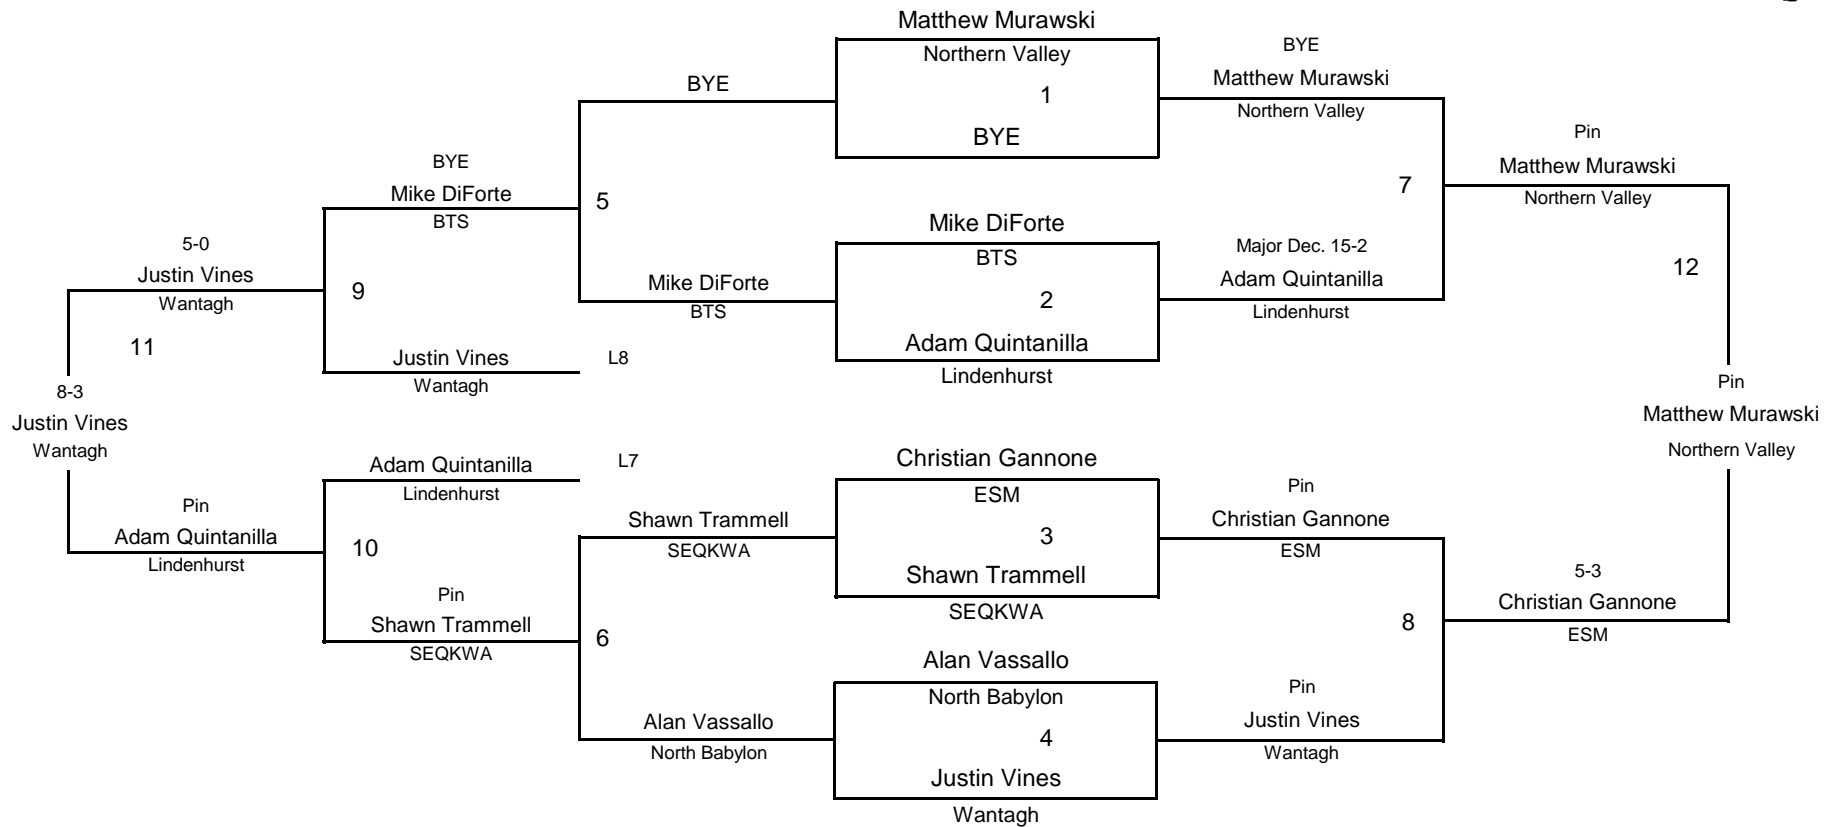 Matthew Murawski
Northern Valley
1
BYE
BYE
Matthew Murawski
Northern Valley
BYE
Pin
Matthew Murawski
Northern Valley
7
BYE
Mike DiForte
BTS
5
Mike DiForte
BTS
2
Adam Quintanilla
Lindenhurst
Major Dec. 15-2
Adam Quintanilla
Lindenhurst
12
5-0
Justin Vines
Wantagh
9
Mike DiForte
BTS
11
Justin Vines
Wantagh
L8
8-3
Justin Vines
Wantagh
Pin
Matthew Murawski
Northern Valley
Adam Quintanilla
Lindenhurst
L7
Christian Gannone
ESM
3
Shawn Trammell
SEQKWA
Pin
Christian Gannone
ESM
Shawn Trammell
SEQKWA
Pin
Adam Quintanilla
Lindenhurst
10
Pin
Shawn Trammell
SEQKWA
6
8
5-3
Christian Gannone
ESM
Alan Vassallo
North Babylon
4
Justin Vines
Wantagh
Alan Vassallo
North Babylon
Pin
Justin Vines
Wantagh